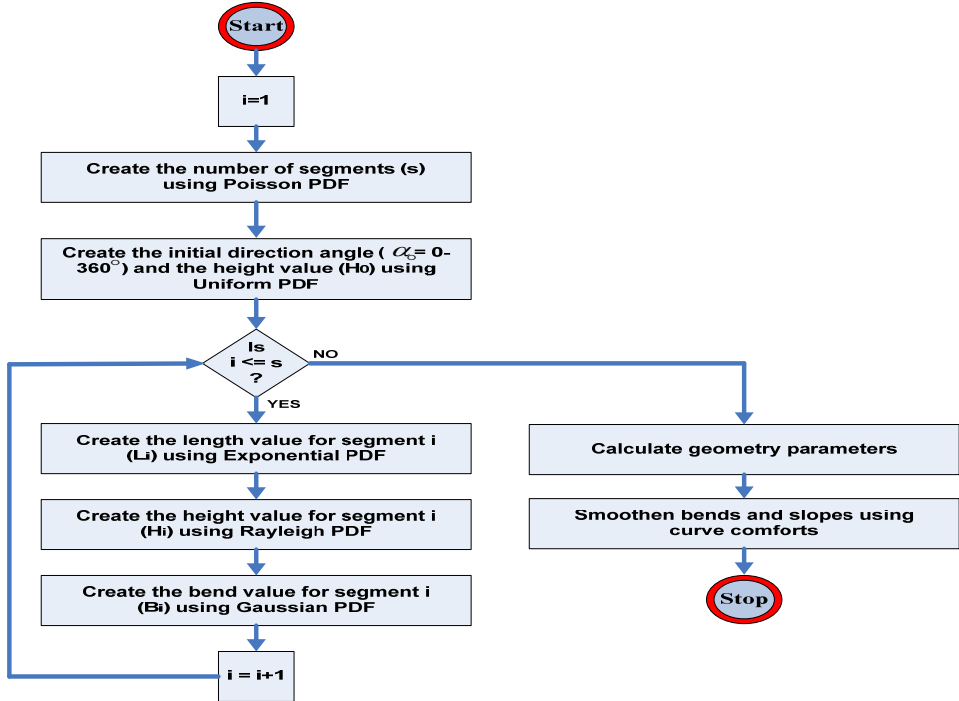 Start
i=1
Create the number of segments (s)
using Poisson PDF
Create the initial direction angle ( αo= 0-
360°) and the height value (Ho) using
Uniform PDF
Is
i <= s
?
NO
YES
Create the length value for segment i
(Li) using Exponential PDF
Create the height value for segment i
(Hi) using Rayleigh PDF
Create the bend value for segment i
(Bi) using Gaussian PDF
i = i+1
Calculate geometry parameters
Smoothen bends and slopes using
curve comforts
Stop